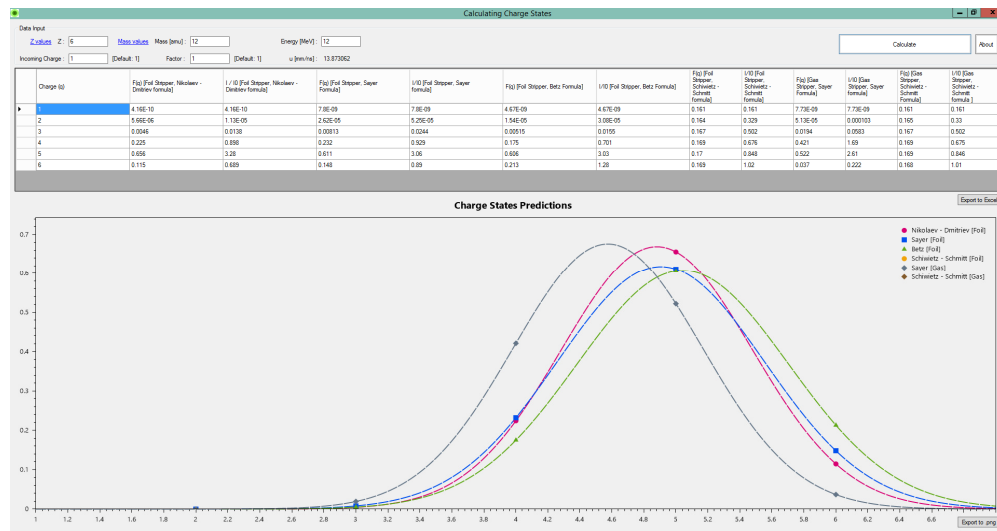 Calculating Charge States
Data Input
Z values Z : 6 Mass values Mass [amu] : 12 Energy [MeV] : 12 Calculate About
Incoming Charge : 1 [Default: 1] Factor : 1 [Default: 1] u [mm/ns] : 13.873062
Charge (q)
F(q) [Foil Stripper, Nikolaev - Dmitriev formula]
I / I0 [Foil Stripper, Nikolaev - Dmitriev formula]
F(q) [Foil Stripper, Sayer Formula]
I/I0 [Foil Stripper, Sayer Formula]
F(q) [Foil Stripper, Betz Formula]
I/I0 [Foil Stripper, Betz Formula]
F(q) [Foil Stripper, Schiwietz - Schmitt formula]
I/I0 [Foil Stripper, Schiwietz - Schmitt formula]
F(q) [Gas Stripper, Sayer Formula]
I/I0 [Gas Stripper, Sayer formula]
F(q) [Gas Stripper, Schiwietz - Schmitt formula]
I/I0 [Gas Stripper, Schiwietz - Schmitt formula ]
1 4.16E-10 4.16E-10 7.8E-09 7.8E-09 4.67E-09 4.67E-09 0.161 0.161 7.73E-09 7.73E-09 0.161 0.161
2 5.66E-06 1.13E-05 2.62E-05 5.25E-05 1.54E-05 3.08E-05 0.164 0.329 5.13E-05 0.000103 0.165 0.33
3 0.0046 0.0138 0.00813 0.0244 0.00515 0.0155 0.167 0.502 0.0194 0.0583 0.167 0.502
4 0.225 0.898 0.232 0.929 0.175 0.701 0.169 0.676 0.421 1.69 0.169 0.675
5 0.656 3.28 0.611 3.06 0.606 3.03 0.17 0.848 0.522 2.61 0.169 0.846
6 0.115 0.689 0.148 0.89 0.213 1.28 0.169 1.02 0.037 0.222 0.168 1.01
Export to Excel
Charge States Predictions
Nikolaev - Dmitriev [Foil]
Sayer [Foil]
Betz [Foil]
Schiwietz - Schmitt [Foil]
Sayer [Gas]
Schiwietz - Schmitt [Gas]
0.7
0.6
0.5
0.4
0.3
0.2
0.1
0
1 1.2 1.4 1.6 1.8 2 2.2 2.4 2.6 2.8 3 3.2 3.4 3.6 3.8 4 4.2 4.4 4.6 4.8 5 5.2 5.4 5.6 5.8 6 6.2 6.4 6.6
Export to png